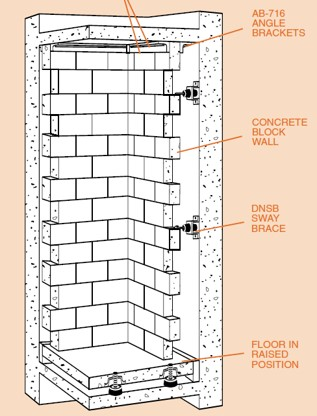 AB-716
ANGLE
BRACKETS
CONCRETE
BLOCK
WALL
DNSB
SWAY
BRACE
FLOOR IN
RAISED
POSITION